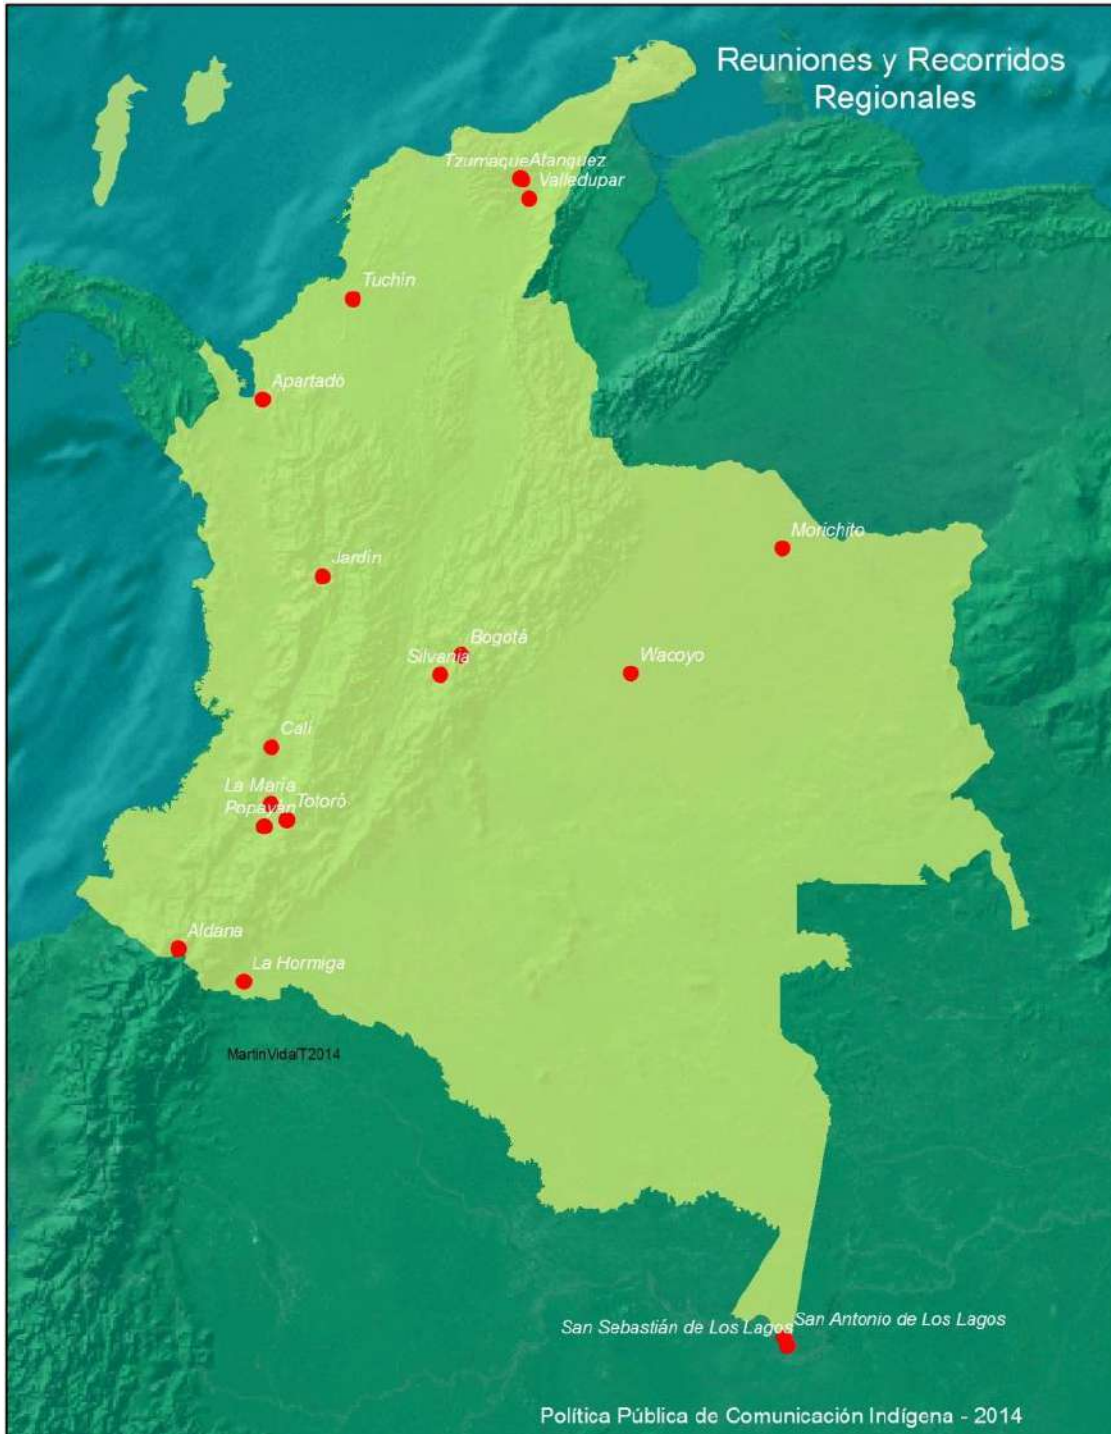 Reuniones y Recorridos
Regionales
TzumaqueAtanquez
Valledupar
Tuchín
Apartadó
Morichito
Jardín
Bogotá
Silvania
Wacoyo
Cali
La María
Totoró
Popayán
Aldana
La Hormiga
MartinVidalT2014
San Antonio de Los Lagos
San Sebastián de Los Lagos
Política Pública de Comunicación Indígena - 2014